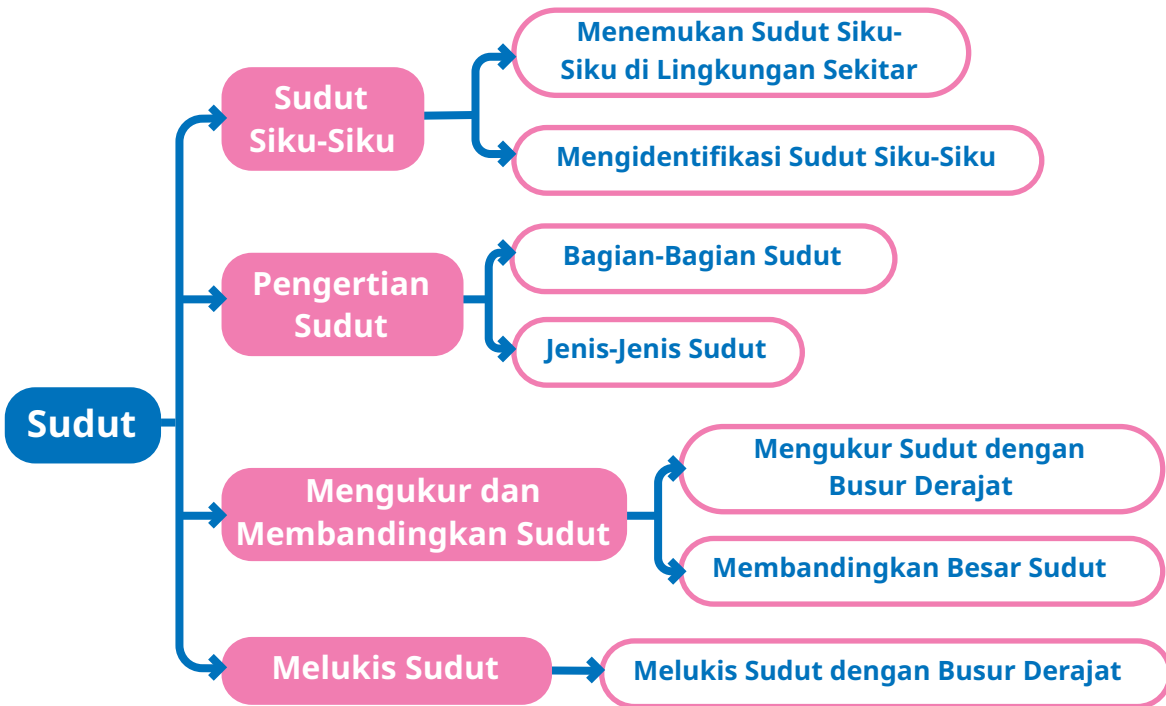 Sudut
Sudut
Siku-Siku
Menemukan Sudut Siku-
Siku di Lingkungan Sekitar
Mengidentifikasi Sudut Siku-Siku
Pengertian
Sudut
Bagian-Bagian Sudut
Jenis-Jenis Sudut
Mengukur dan
Membandingkan Sudut
Mengukur Sudut dengan
Busur Derajat
Membandingkan Besar Sudut
Melukis Sudut
Melukis Sudut dengan Busur Derajat